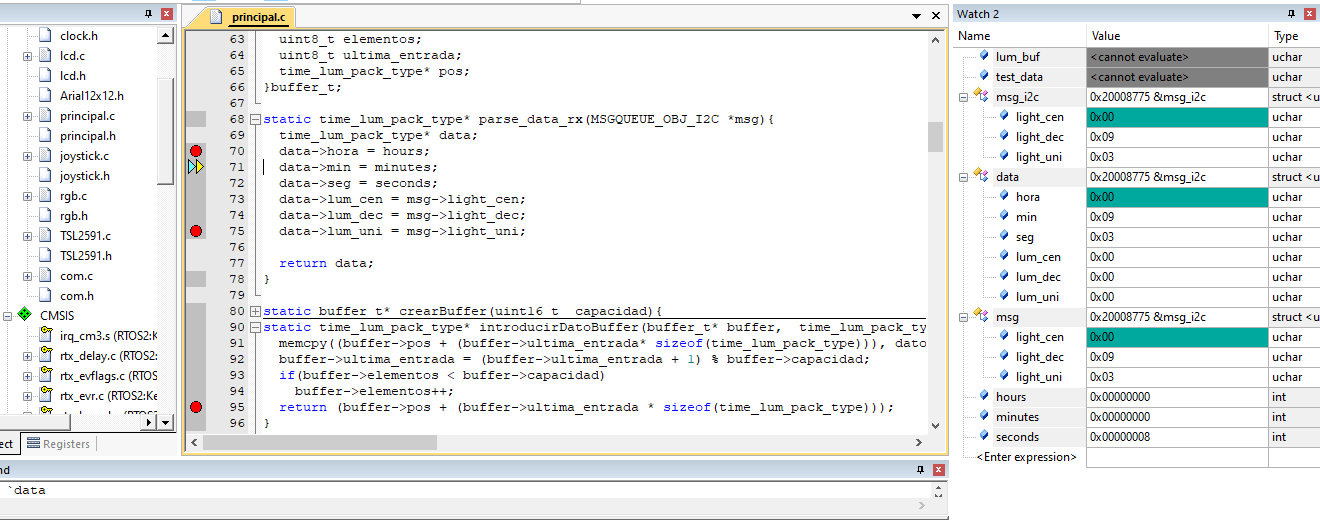 clock.h
lcd.c
lcd.h
Arial12x12.h
principal.c
principal.h
joystick.c
joystick.h
rgb.c
rgb.h
TSL2591.c
TSL2591.h
com.c
com.h
CMSIS
irq_cm3.s (RTOS2:Ke
rtx_delay.c (RTOS2:
rtx_evflags.c (RTOS
rtx_evr.c (RTOS2:Ke
ect Registers
principal.c
63 uint8_t elementos;
64 uint8_t ultima_entrada;
65 time_lum_pack_type* pos;
66 }buffer_t;
67
68 static time_lum_pack_type* parse_data_rx(MSGQUEUE_OBJ_I2C *msg){
69 time_lum_pack_type* data;
70 data->hora = hours;
71 data->min = minutes;
72 data->seg = seconds;
73 data->lum_cen = msg->light_cen;
74 data->lum_dec = msg->light_dec;
75 data->lum_uni = msg->light_uni;
76
77 return data;
78 }
79
80 static buffer_t* crearBuffer(uint16_t capacidad){
90 static time_lum_pack_type* introducirDatoBuffer(buffer_t* buffer, time_lum_pack_ty
91 memcpy((buffer->pos + (buffer->ultima_entrada* sizeof(time_lum_pack_type))), dato
92 buffer->ultima_entrada = (buffer->ultima_entrada + 1) % buffer->capacidad;
93 if(buffer->elementos < buffer->capacidad)
94 buffer->elementos++;
95 return (buffer->pos + (buffer->ultima_entrada * sizeof(time_lum_pack_type)));
96 }
Watch 2
Name Value Type
lum_buf <cannot evaluate> uchar
test_data <cannot evaluate> uchar
msg_i2c 0x20008775 &msg_i2c struct <u
light_cen 0x00 uchar
light_dec 0x09 uchar
light_uni 0x03 uchar
data 0x20008775 &msg_i2c struct <u
hora 0x00 uchar
min 0x09 uchar
seg 0x03 uchar
lum_cen 0x00 uchar
lum_dec 0x00 uchar
lum_uni 0x00 uchar
msg 0x20008775 &msg_i2c struct <u
light_cen 0x00 uchar
light_dec 0x09 uchar
light_uni 0x03 uchar
hours 0x00000000 int
minutes 0x00000000 int
seconds 0x00000008 int
<Enter expression>
nd
`data